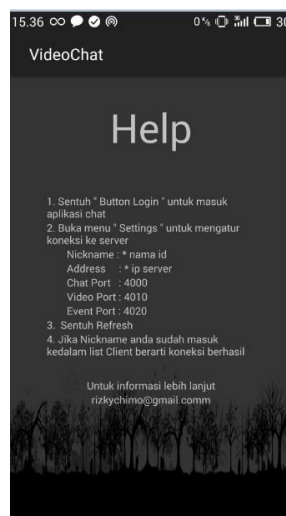 15.36
0%
30
VideoChat
Help
1. Sentuh " Button Login " untuk masuk
aplikasi chat
2. Buka menu " Settings " untuk mengatur
koneksi ke server
Nickname : * nama id
Address : * ip server
Chat Port : 4000
Video Port : 4010
Event Port : 4020
3. Sentuh Refresh
4. Jika Nickname anda sudah masuk
kedalam list Client berarti koneksi berhasil
Untuk informasi lebih lanjut
rizkychimo@gmail.comm